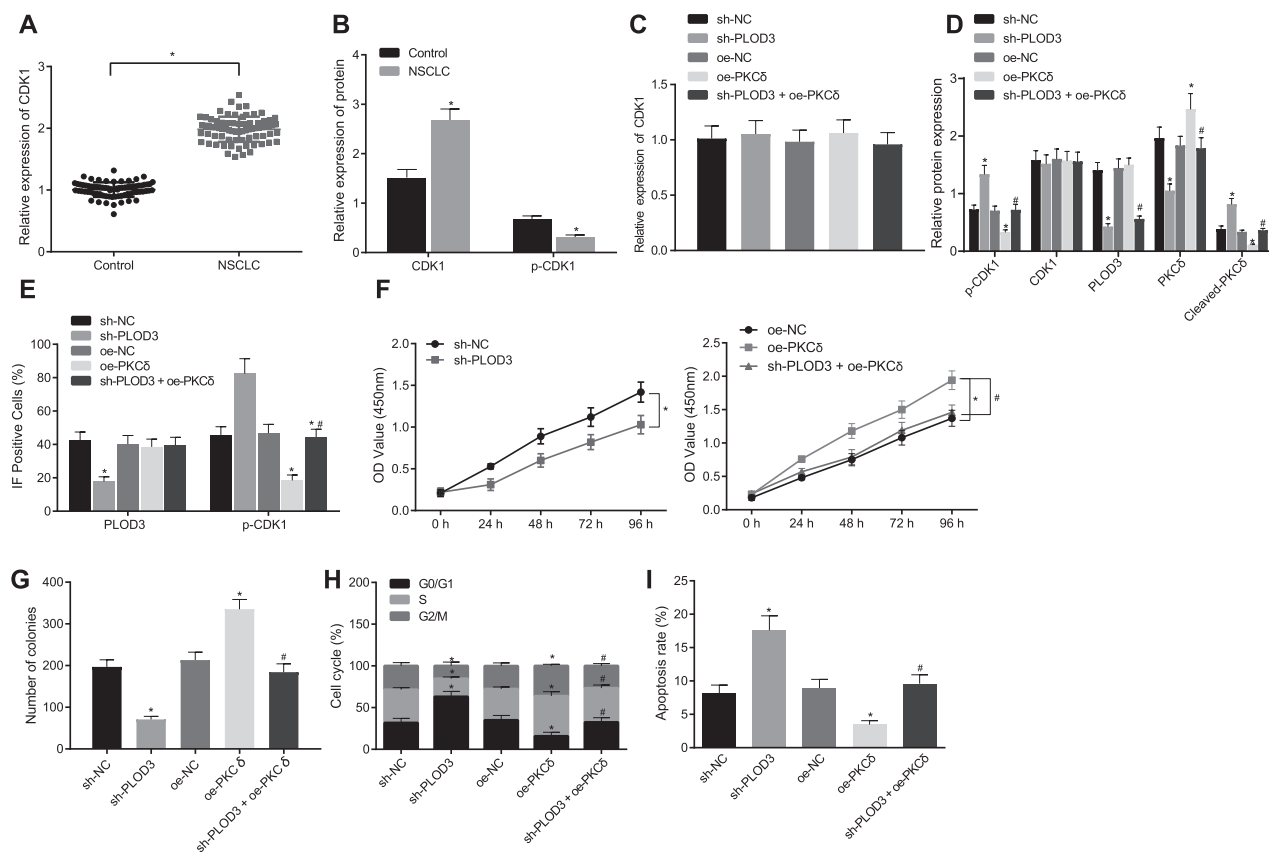 A
*
Relative expression of CDK1
3
2
1
0
Control
NSCLC
B
Control
NSCLC
Relative expression of protein
4
3
2
1
0
*
*
CDK1
p-CDK1
C
sh-NC
sh-PLOD3
oe-NC
oe-PKCδ
sh-PLOD3 + oe-PKCδ
Relative expression of CDK1
1.5
1.0
0.5
0.0
D
sh-NC
sh-PLOD3
oe-NC
oe-PKCδ
sh-PLOD3 + oe-PKCδ
Relative protein expression
3
2
1
0
*
*
#
*
#
*
*
#
*
*
#
p-CDK1
CDK1
PLOD3
PKCδ
Cleaved-PKCδ
E
sh-NC
sh-PLOD3
oe-NC
oe-PKCδ
sh-PLOD3 + oe-PKCδ
IF Positive Cells (%)
100
80
60
40
20
0
*
*
* #
PLOD3
p-CDK1
F
sh-NC
sh-PLOD3
OD Value (450nm)
2.0
1.5
1.0
0.5
0.0
*
0 h
24 h
48 h
72 h
96 h
oe-NC
oe-PKCδ
sh-PLOD3 + oe-PKCδ
OD Value (450nm)
2.5
2.0
1.5
1.0
0.5
0.0
*
#
0 h
24 h
48 h
72 h
96 h
G
Number of colonies
400
300
200
100
0
*
*
#
sh-NC
sh-PLOD3
oe-NC
oe-PKCδ
sh-PLOD3 + oe-PKCδ
H
G0/G1
S
G2/M
Cell cycle (%)
200
150
100
50
0
*
*
*
*
*
*
#
#
#
sh-NC
sh-PLOD3
oe-NC
oe-PKCδ
sh-PLOD3 + oe-PKCδ
I
Apoptosis rate (%)
25
20
15
10
5
0
*
*
#
sh-NC
sh-PLOD3
oe-NC
oe-PKCδ
sh-PLOD3 + oe-PKCδ